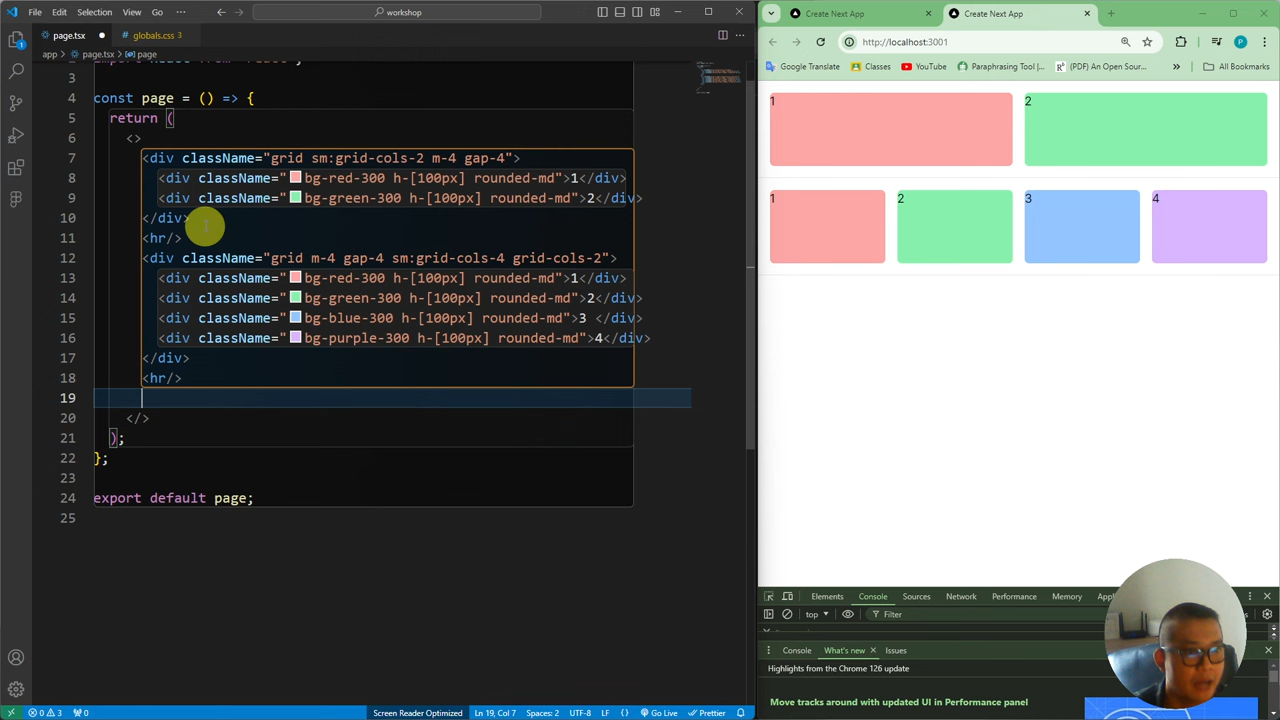 File Edit Selection View Go ··· workshop
page.tsx globals.css 3
app > page.tsx > page
3
4 const page = () => {
5 return (
6 <>
7 <div className="grid sm:grid-cols-2 m-4 gap-4">
8 <div className="bg-red-300 h-[100px] rounded-md">1</div>
9 <div className="bg-green-300 h-[100px] rounded-md">2</div>
10 </div>
11 <hr/>
12 <div className="grid m-4 gap-4 sm:grid-cols-4 grid-cols-2">
13 <div className="bg-red-300 h-[100px] rounded-md">1</div>
14 <div className="bg-green-300 h-[100px] rounded-md">2</div>
15 <div className="bg-blue-300 h-[100px] rounded-md">3 </div>
16 <div className="bg-purple-300 h-[100px] rounded-md">4</div>
17 </div>
18 <hr/>
19
20 </>
21 );
22 };
23
24 export default page;
25
1
0 3 0 Screen Reader Optimized Ln 19, Col 7 Spaces: 2 UTF-8 LF {} Go Live Prettier
Create Next App Create Next App
http://localhost:3001 P
Google Translate Classes YouTube Paraphrasing Tool |... (PDF) An Open Sour... » All Bookmarks
1 2
1 2 3 4
Elements Console Sources Network Performance Memory
top Filter
Console What's new Issues
Highlights from the Chrome 126 update
Move tracks around with updated UI in Performance panel